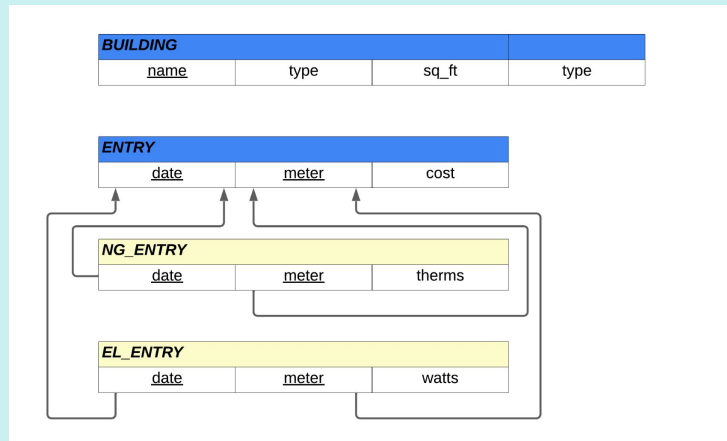 BUILDING
name type sq_ft type
ENTRY
date meter cost
NG_ENTRY
date meter therms
EL_ENTRY
date meter watts